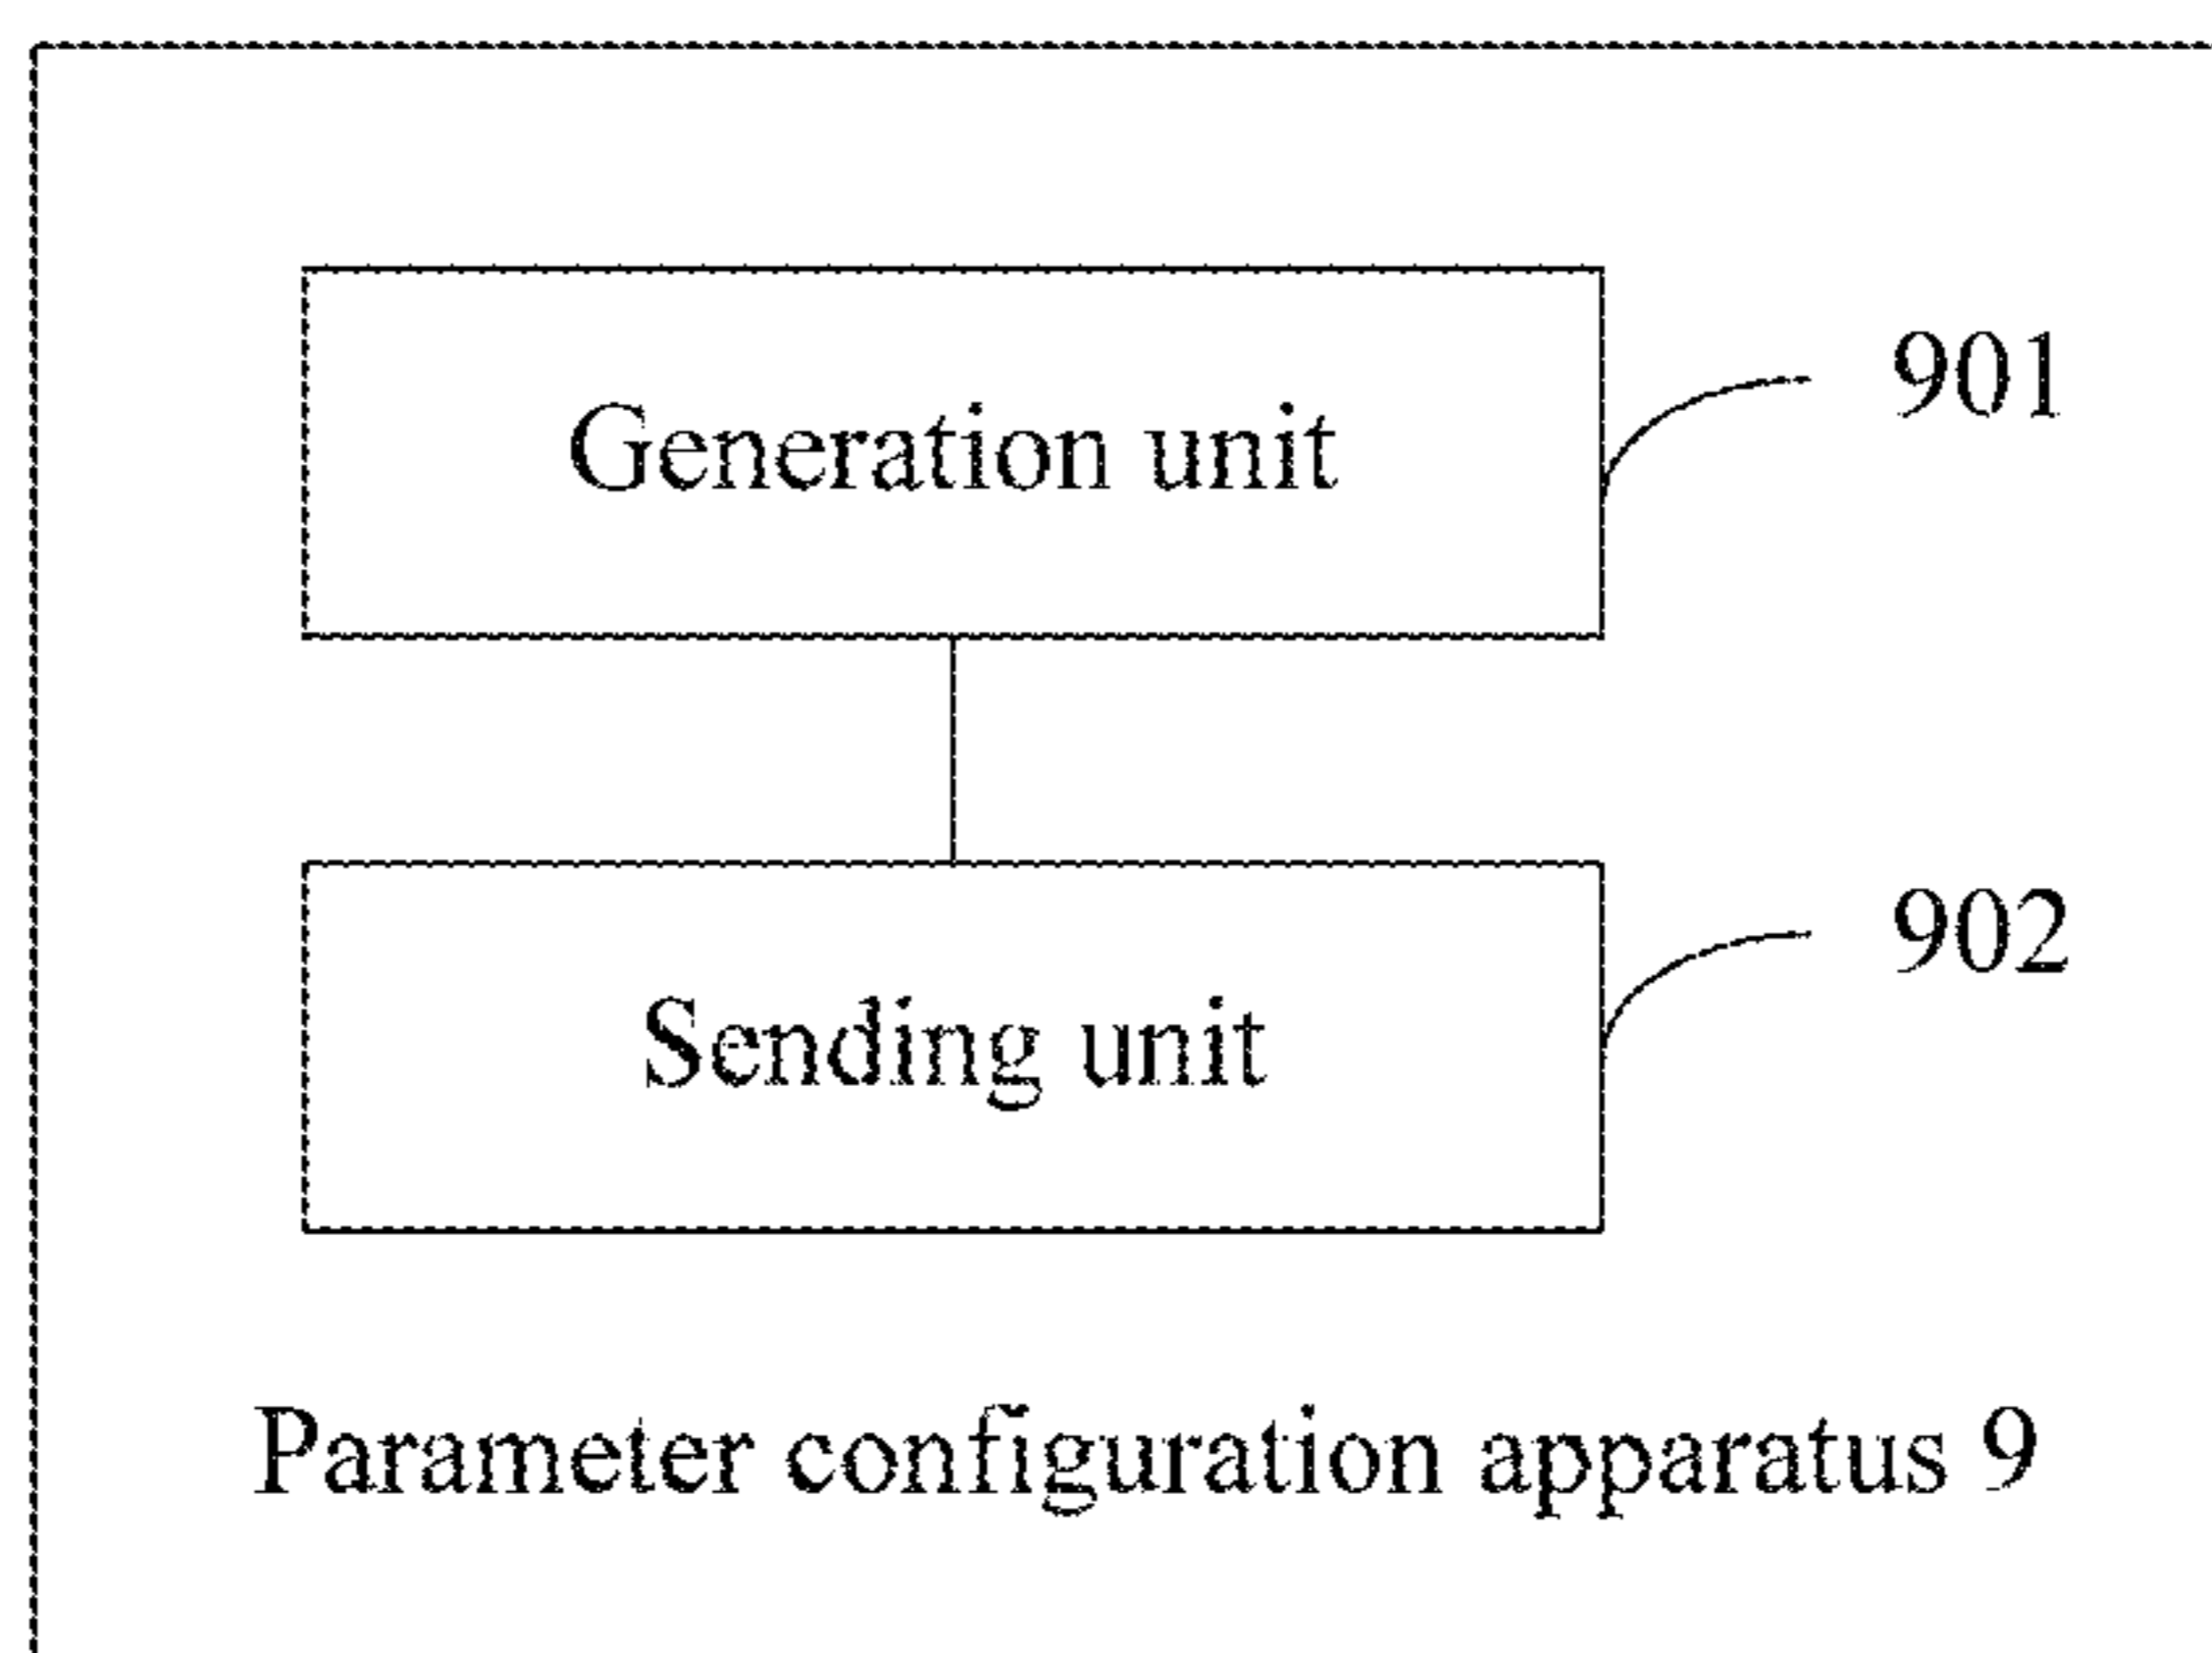 901
Generation unit
902
Sending unit
Parameter configuration apparatus 9